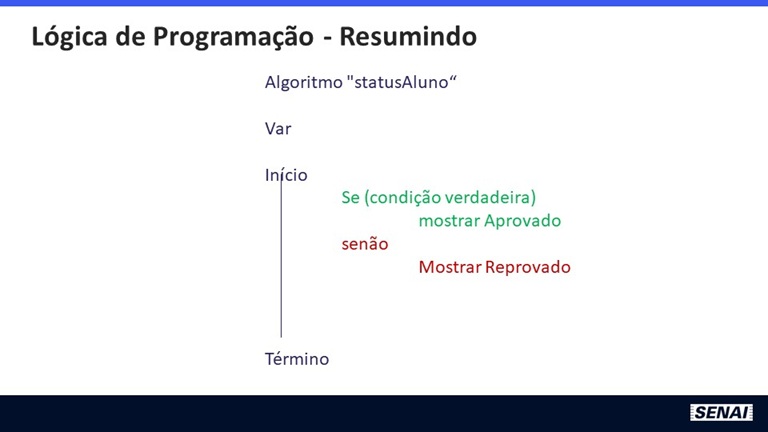 Lógica de Programação - Resumindo
Algoritmo "statusAluno“
Var
Início
Se (condição verdadeira)
mostrar Aprovado
senão
Mostrar Reprovado
Término
SENAI